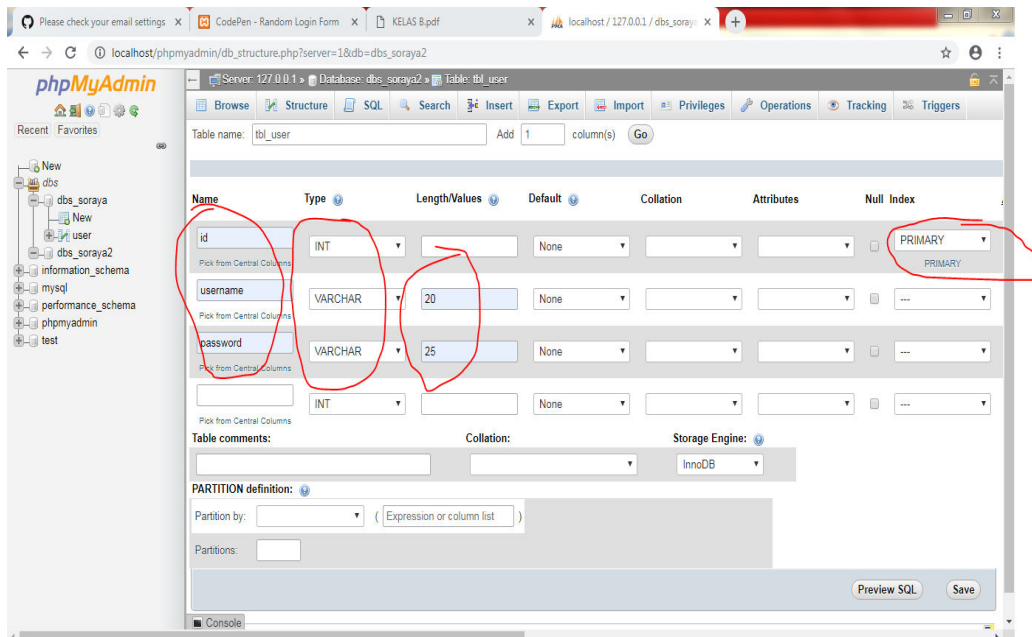 Please check your email settings
CodePen - Random Login Form
KELAS B.pdf
localhost / 127.0.0.1 / dbs_soray
localhost/phpmyadmin/db_structure.php?server=1&db=dbs_soraya2
phpMyAdmin
Recent Favorites
New
dbs
dbs_soraya
New
user
dbs_soraya2
information_schema
mysql
performance_schema
phpmyadmin
test
Server: 127.0.0.1 » Database: dbs_soraya2 » Table: tbl_user
Browse Structure SQL Search Insert Export Import Privileges Operations Tracking Triggers
Table name: tbl_user Add 1 column(s) Go
Name Type Length/Values Default Collation Attributes Null Index
id INT None PRIMARY
Pick from Central Columns PRIMARY
username VARCHAR 20 None ---
Pick from Central Columns
password VARCHAR 25 None ---
Pick from Central Columns
INT None ---
Pick from Central Columns
Table comments: Collation: Storage Engine:
InnoDB
PARTITION definition:
Partition by: ( Expression or column list )
Partitions:
Preview SQL Save
Console